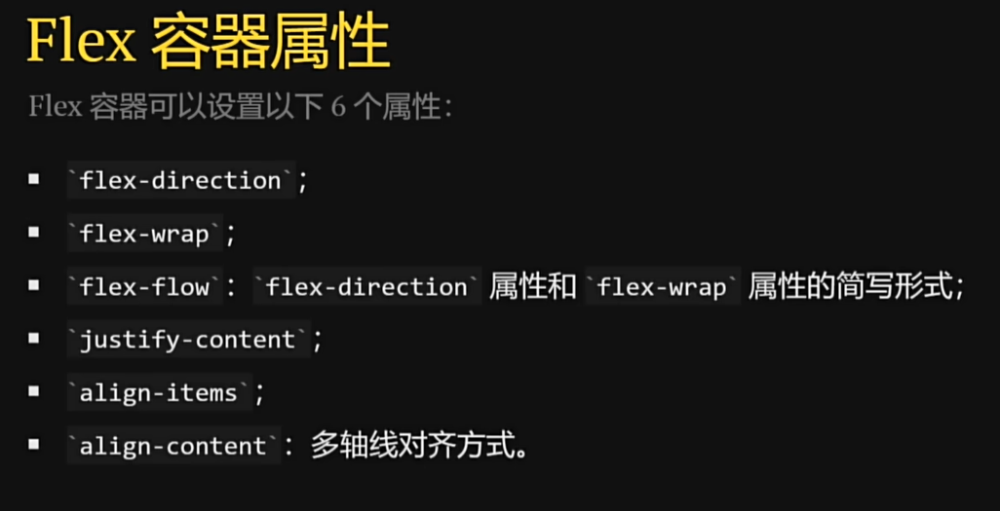 Flex 容器属性
Flex 容器可以设置以下 6 个属性：
▪ `flex-direction`；
▪ `flex-wrap`；
▪ `flex-flow`：`flex-direction` 属性和 `flex-wrap` 属性的简写形式；
▪ `justify-content`；
▪ `align-items`；
▪ `align-content`：多轴线对齐方式。